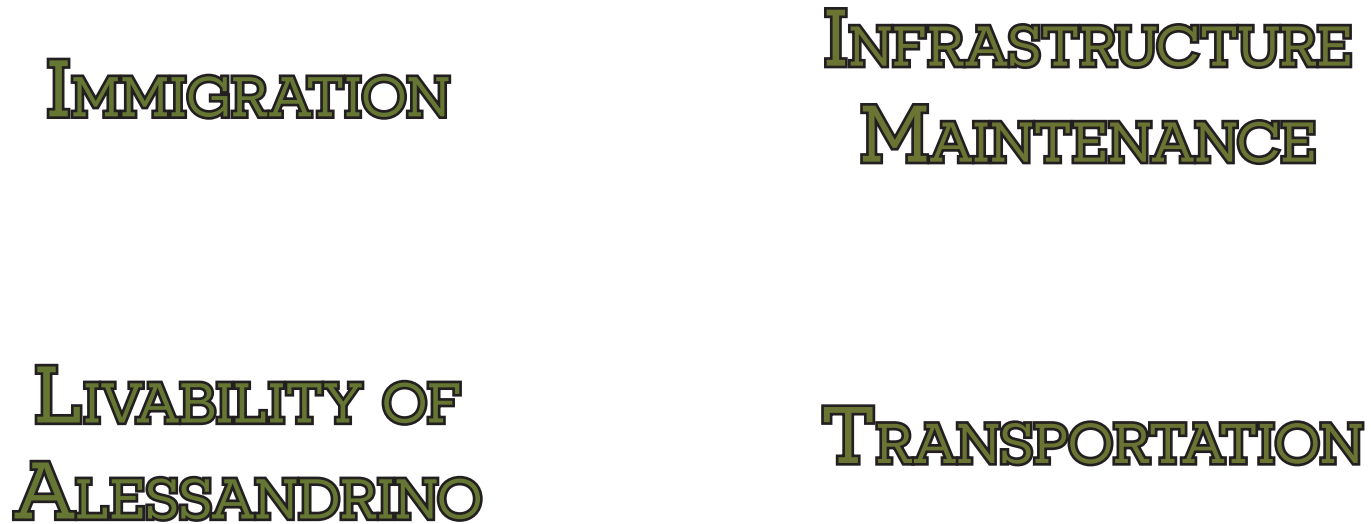 Immigration
Infrastructure
Maintenance
Livability of
Alessandrino
Transportation